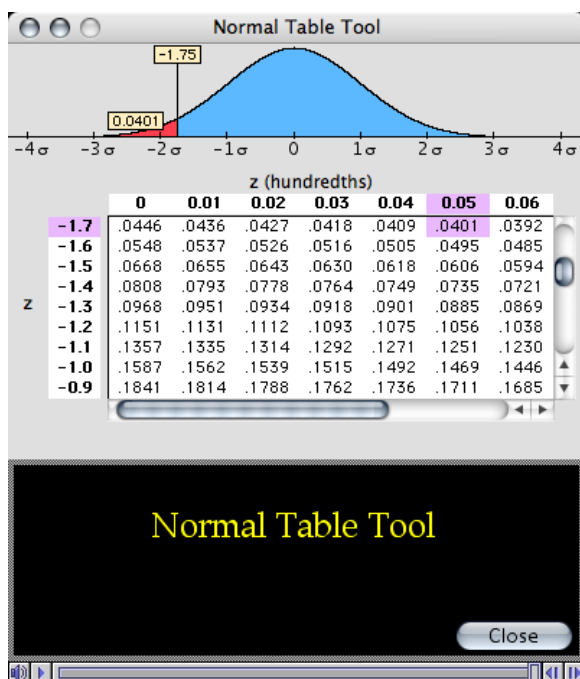 Normal Table Tool
-1.75
0.0401
-4σ -3σ -2σ -1σ 0 1σ 2σ 3σ 4σ
z (hundredths)
0 0.01 0.02 0.03 0.04 0.05 0.06
-1.7 .0446 .0436 .0427 .0418 .0409 .0401 .0392
-1.6 .0548 .0537 .0526 .0516 .0505 .0495 .0485
-1.5 .0668 .0655 .0643 .0630 .0618 .0606 .0594
-1.4 .0808 .0793 .0778 .0764 .0749 .0735 .0721
z -1.3 .0968 .0951 .0934 .0918 .0901 .0885 .0869
-1.2 .1151 .1131 .1112 .1093 .1075 .1056 .1038
-1.1 .1357 .1335 .1314 .1292 .1271 .1251 .1230
-1.0 .1587 .1562 .1539 .1515 .1492 .1469 .1446
-0.9 .1841 .1814 .1788 .1762 .1736 .1711 .1685
Normal Table Tool
Close